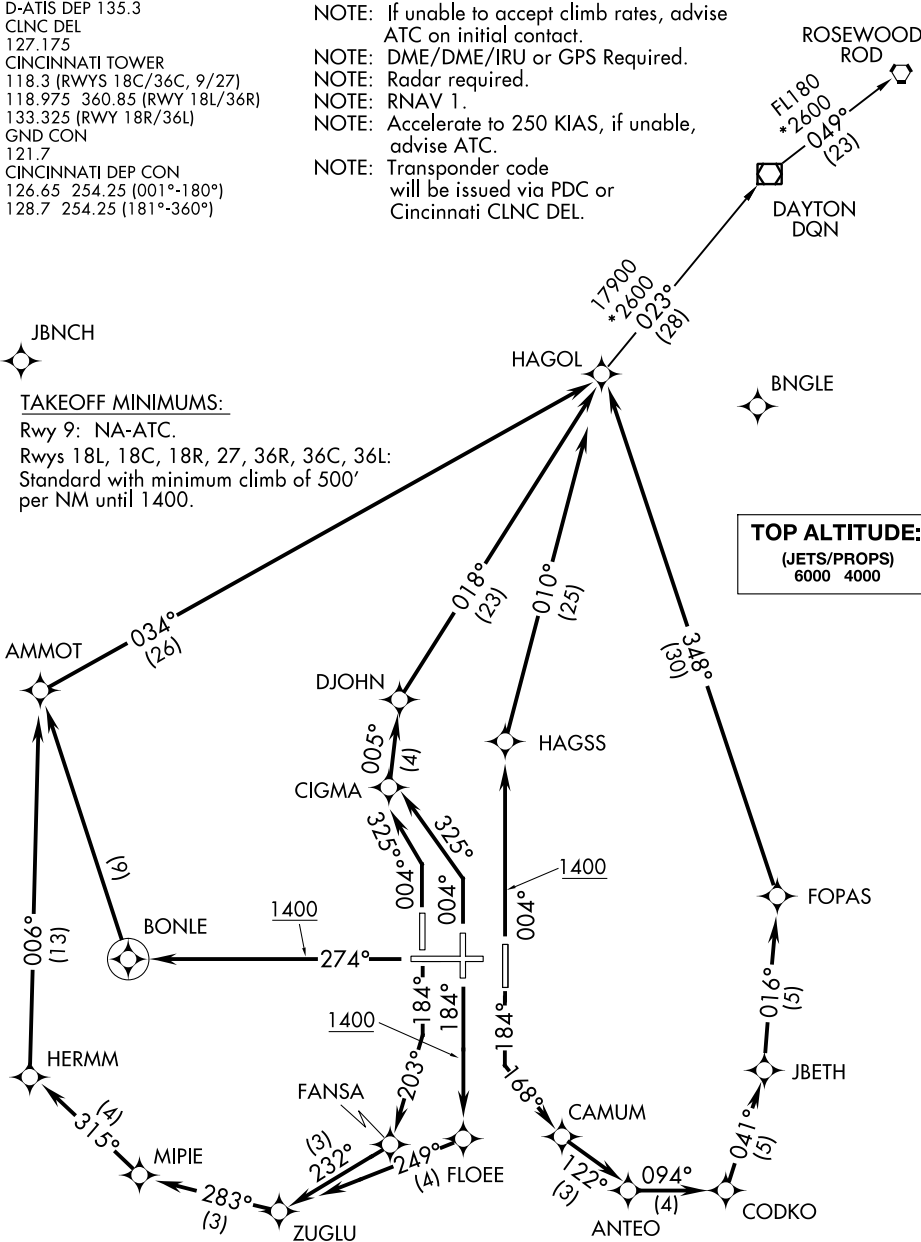 D-ATIS DEP 135.3
CLNC DEL
127.175
CINCINNATI TOWER
118.3 (RWYS 18C/36C, 9/27)
118.975 360.85 (RWY 18L/36R)
133.325 (RWY 18R/36L)
GND CON
121.7
CINCINNATI DEP CON
126.65 254.25 (001°-180°)
128.7 254.25 (181°-360°)
NOTE: If unable to accept climb rates, advise
ATC on initial contact.
NOTE: DME/DME/IRU or GPS Required.
NOTE: Radar required.
NOTE: RNAV 1.
NOTE: Accelerate to 250 KIAS, if unable,
advise ATC.
NOTE: Transponder code
will be issued via PDC or
Cincinnati CLNC DEL.
ROSEWOOD
ROD
FL180
*2600
049°
(23)
DAYTON
DQN
17900
*2600
023°
(28)
JBNCH
HAGOL
BNGLE
TAKEOFF MINIMUMS:
Rwy 9: NA-ATC.
Rwys 18L, 18C, 18R, 27, 36R, 36C, 36L:
Standard with minimum climb of 500'
per NM until 1400.
TOP ALTITUDE:
(JETS/PROPS)
6000 4000
034°
(26)
018°
(23)
010°
(25)
348°
(30)
AMMOT
DJOHN
HAGSS
005°
(4)
CIGMA
325°
325°
004°
004°
004°
1400
FOPAS
(9)
BONLE
1400
274°
006°
(13)
184°
184°
184°
1400
016°
(5)
HERMM
203°
168°
JBETH
FANSA
CAMUM
(4)
315°
(3)
232°
249°
(4)
FLOEE
122°
(3)
094°
(4)
041°
(5)
MIPIE
283°
(3)
ZUGLU
ANTEO
CODKO